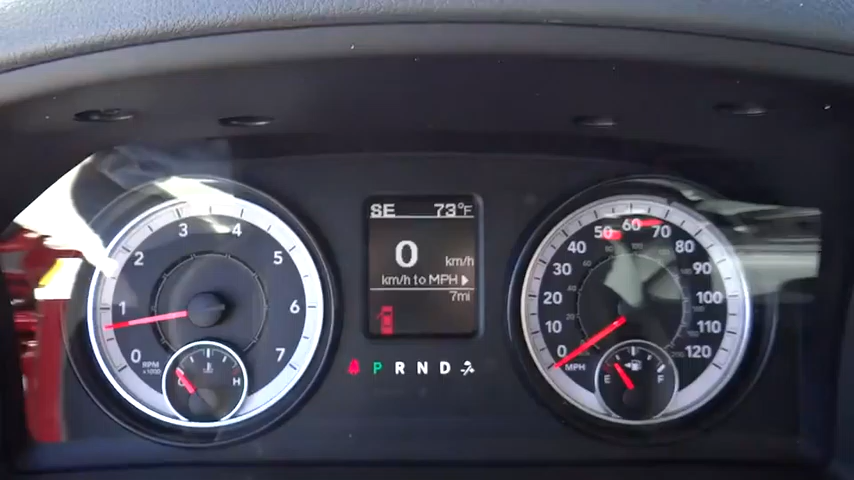 SE 73°F
0 km/h
km/h to MPH
7mi
P R N D
0 1 2 3 4 5 6 7
RPM
x1000
C H
0 10 20 30 40 50 60 70 80 90 100 110 120
MPH
E F